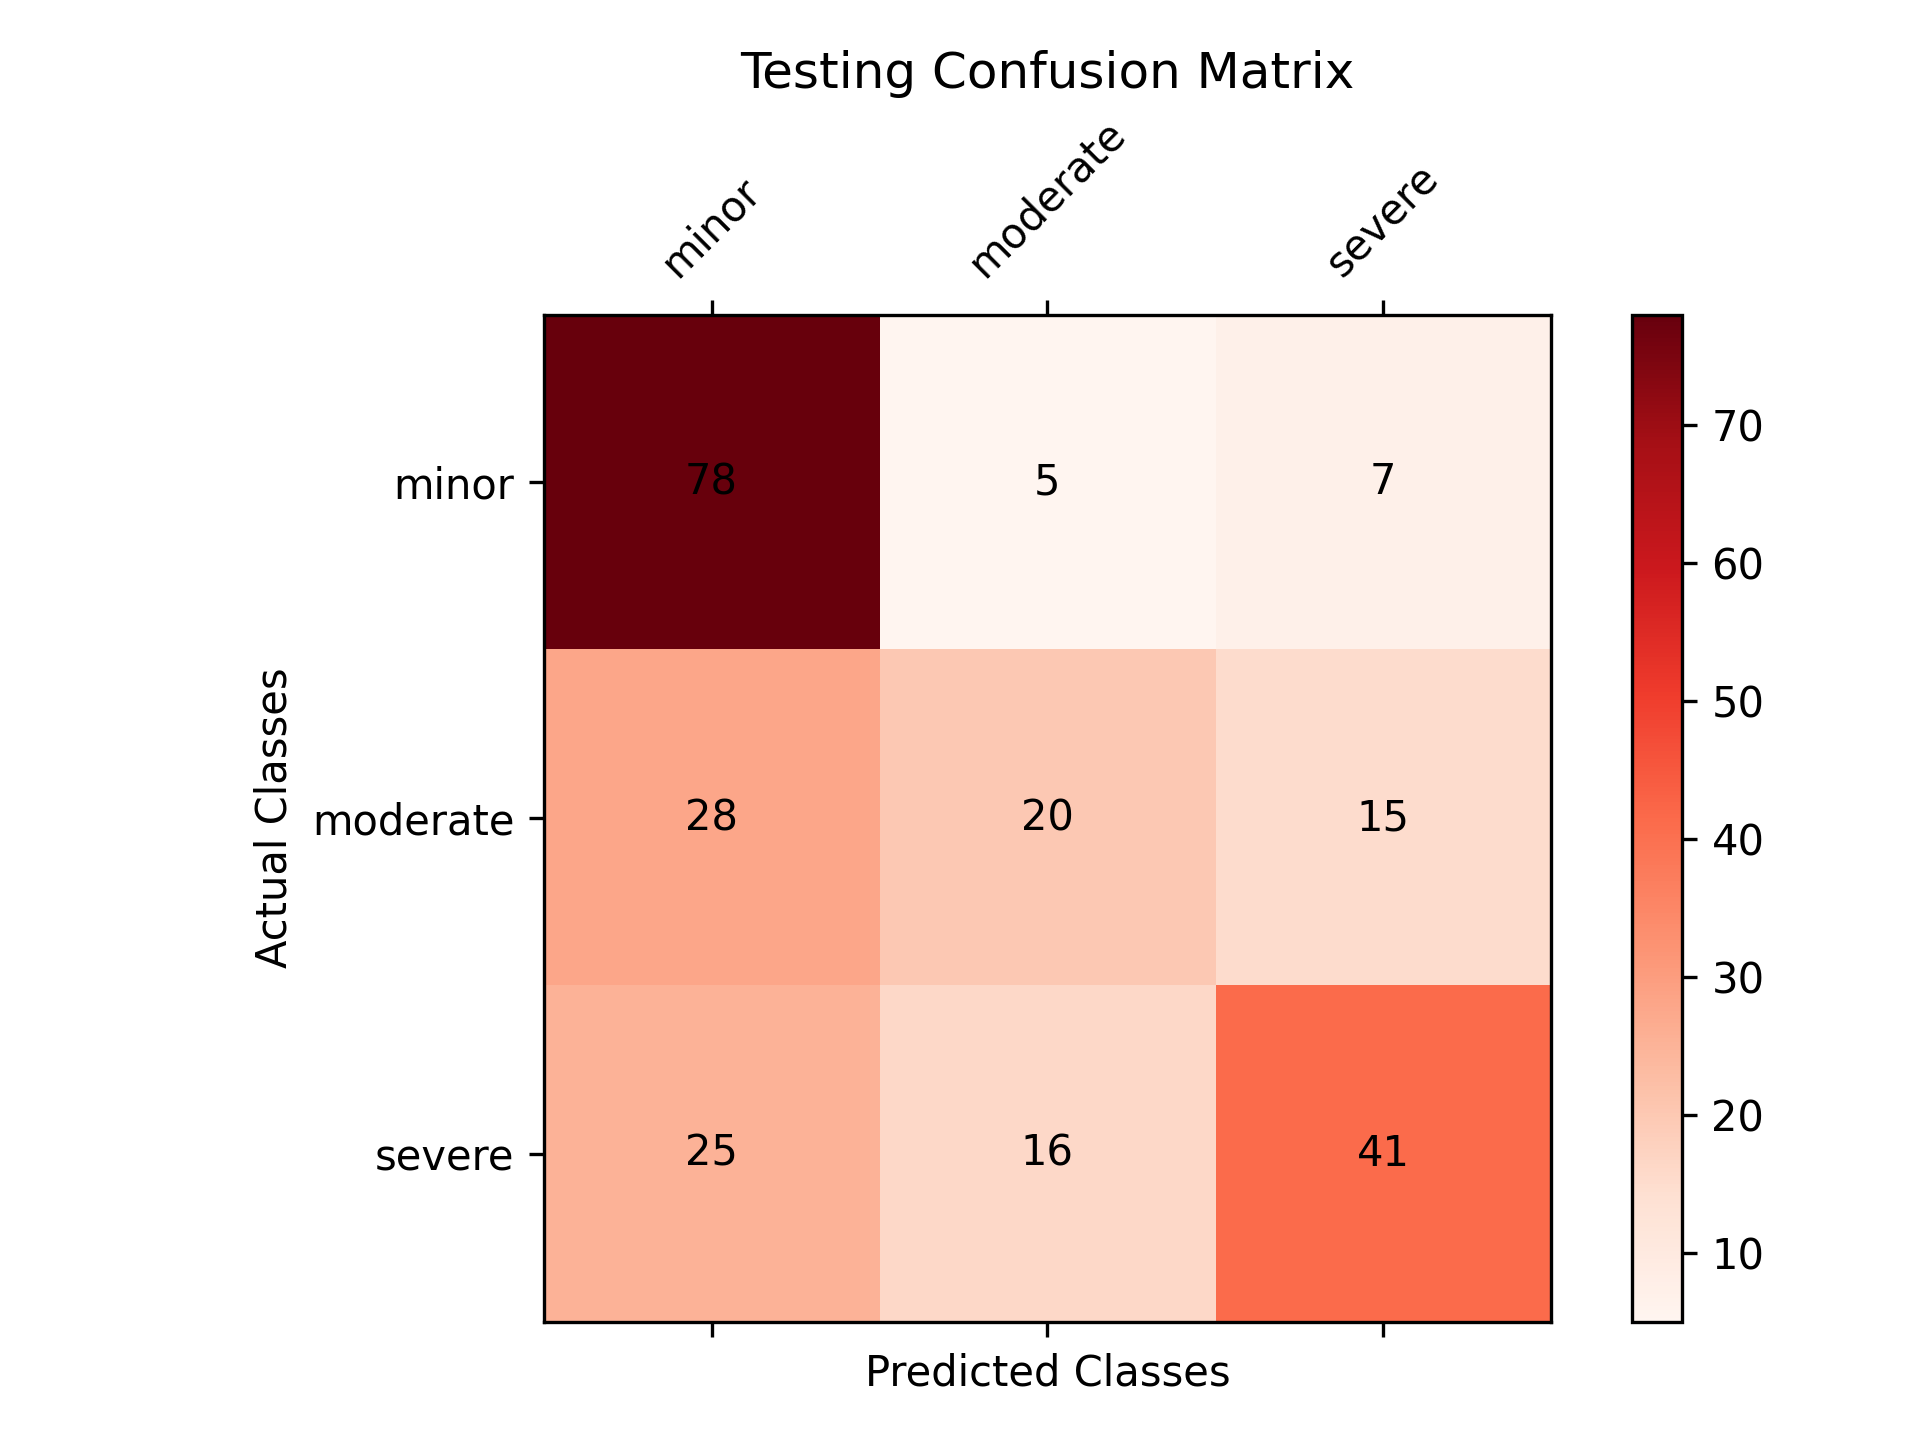 Testing Confusion Matrix
minor moderate severe
minor 78 5 7
moderate 28 20 15
severe 25 16 41
Actual Classes
Predicted Classes
70
60
50
40
30
20
10